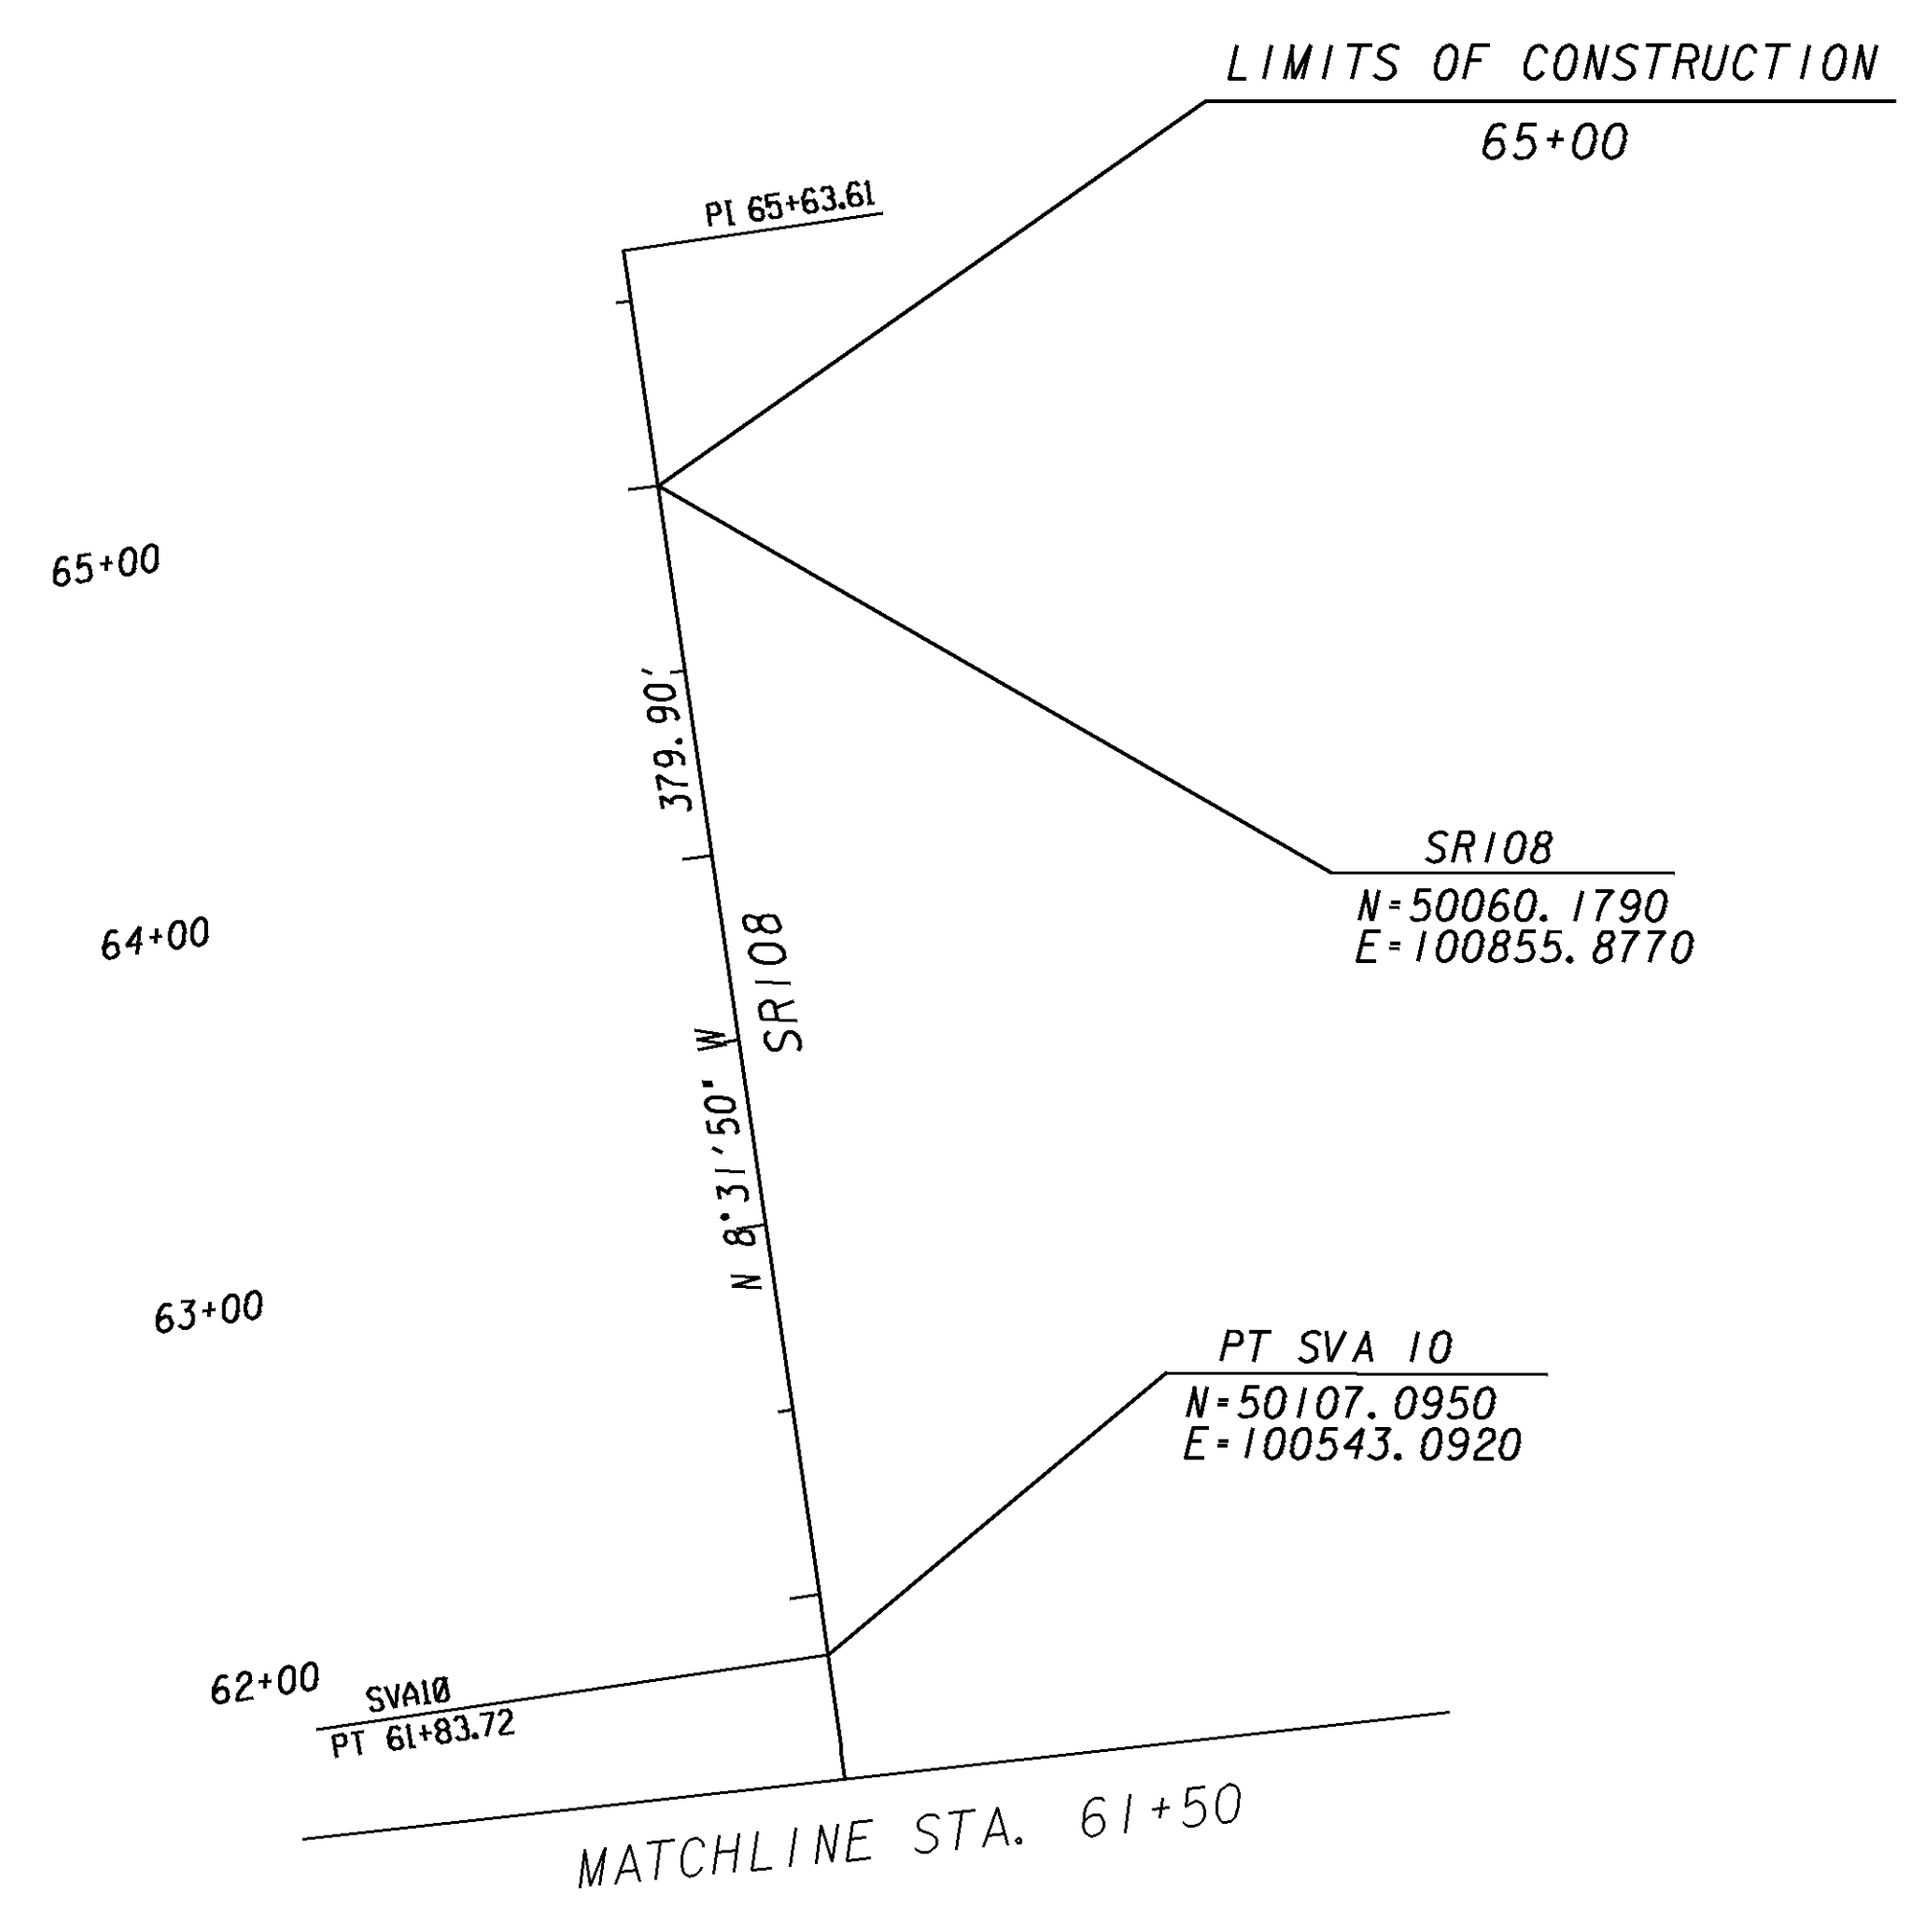 LIMITS OF CONSTRUCTION
65+00
PI 65+63.61
65+00
379.90'
SR108
N=50060.1790
E=100855.8770
64+00
SR108
N 8°31'50" W
63+00
PT SVA 10
N=50107.0950
E=100543.0920
62+00
SVA10
PT 61+83.72
MATCHLINE STA. 61+50